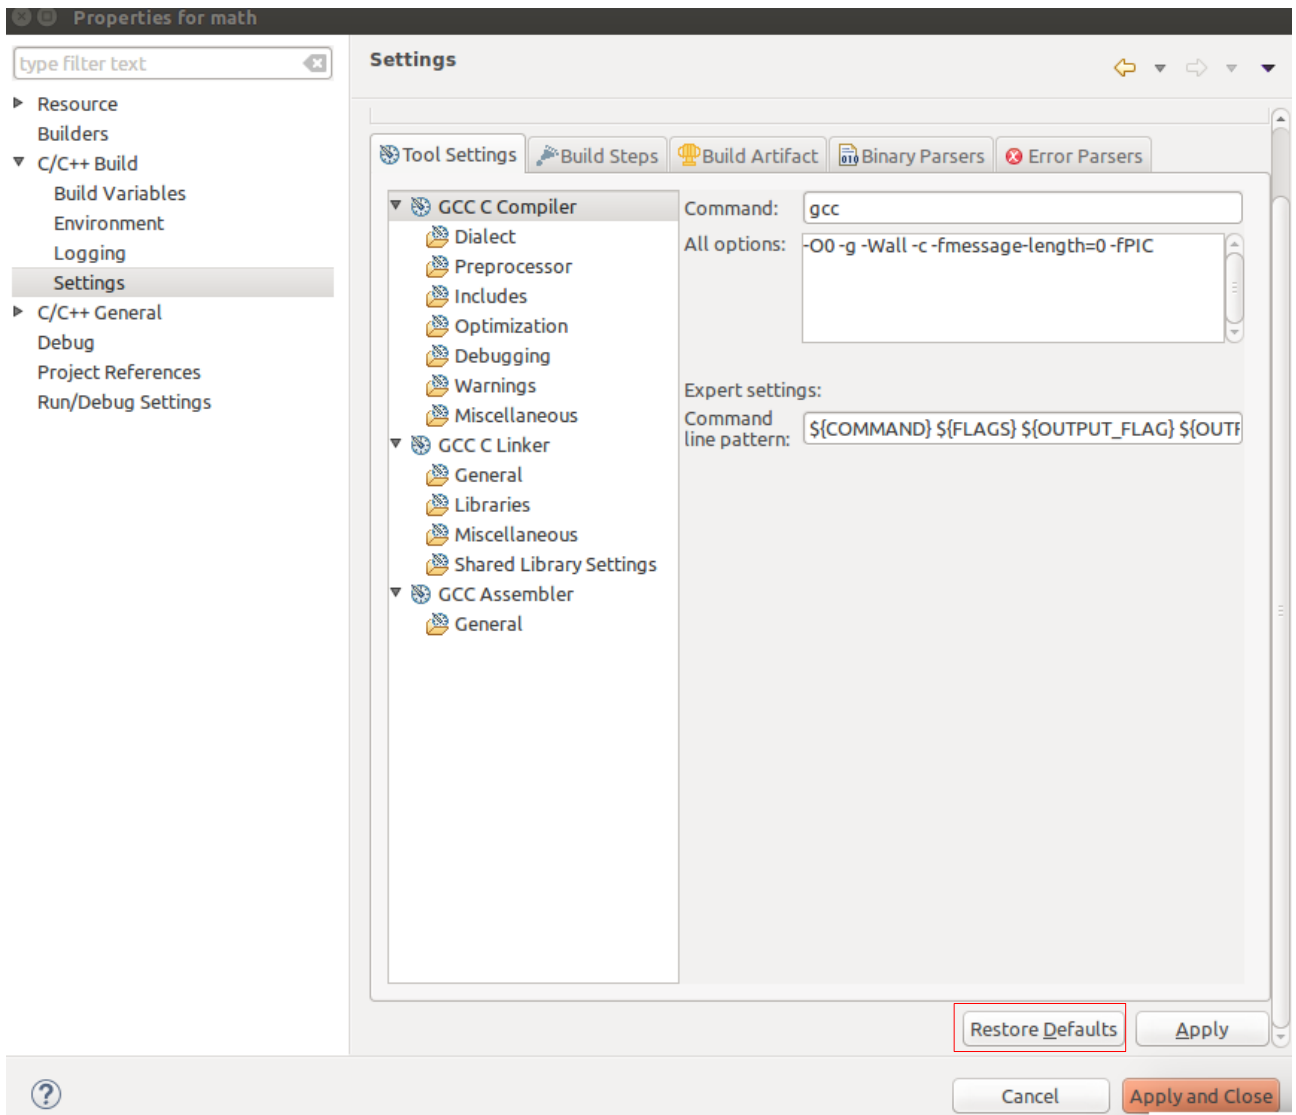 Properties for math
type filter text
Resource
Builders
C/C++ Build
Build Variables
Environment
Logging
Settings
C/C++ General
Debug
Project References
Run/Debug Settings
Settings
Tool Settings
Build Steps
Build Artifact
010
Binary Parsers
Error Parsers
GCC C Compiler
Dialect
Preprocessor
Includes
Optimization
Debugging
Warnings
Miscellaneous
GCC C Linker
General
Libraries
Miscellaneous
Shared Library Settings
GCC Assembler
General
Command: gcc
All options: -O0 -g -Wall -c -fmessage-length=0 -fPIC
Expert settings:
Command
line pattern: ${COMMAND} ${FLAGS} ${OUTPUT_FLAG} ${OUTF
Restore Defaults
Apply
?
Cancel
Apply and Close